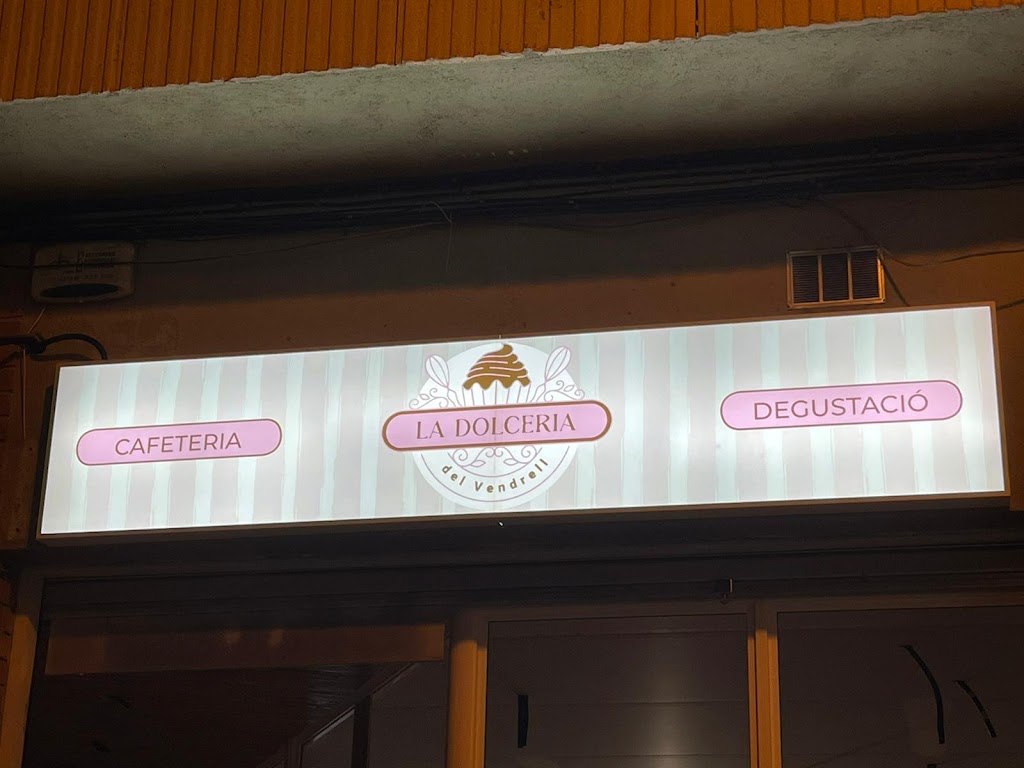 CAFETERIA
LA DOLCERIA
del Vendrell
DEGUSTACIÓ